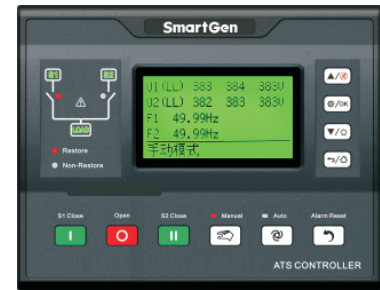 SmartGen
S1 S2
U1(LL) 383 384 383V
U2(LL) 382 383 383V
F1 49.99Hz
F2 49.99Hz
手动模式
LOAD
Restore
Non-Restore
/OK
S1 Close Open S2 Close Manual Auto Alarm Reset
I O II
ATS CONTROLLER